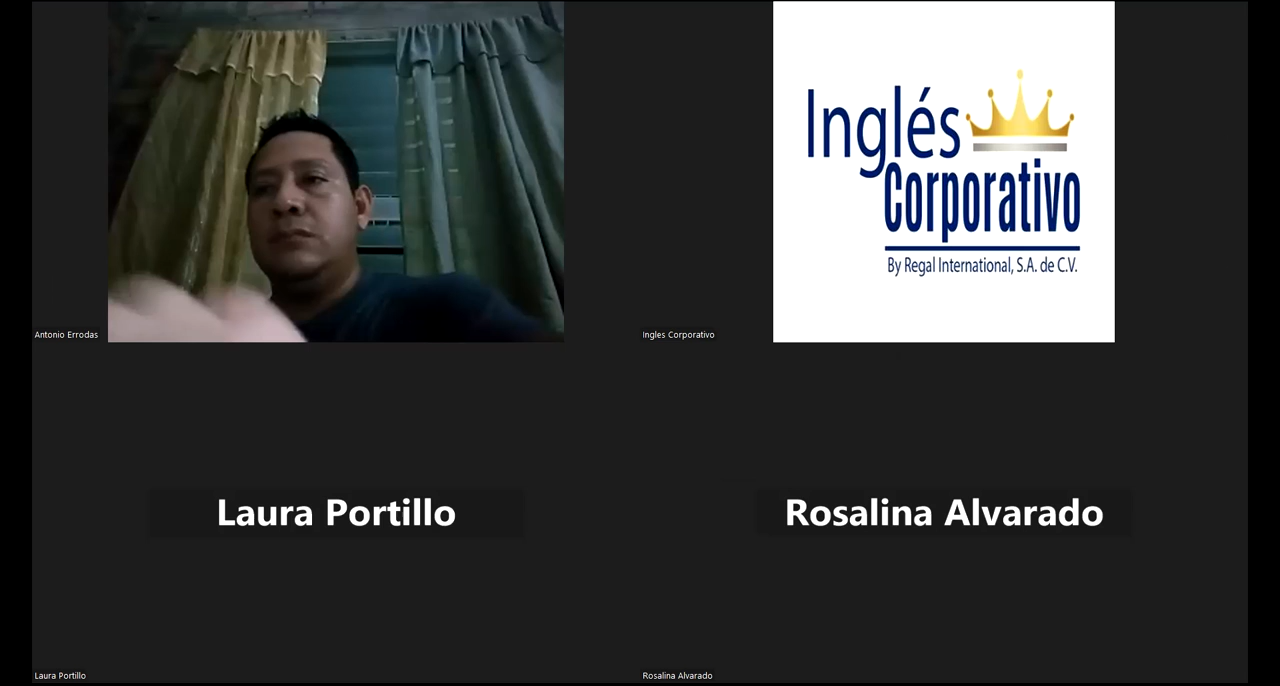 Inglés
Corporativo
By Regal International, S.A. de C.V.
Antonio Errodas
Ingles Corporativo
Laura Portillo
Rosalina Alvarado
Laura Portillo
Rosalina Alvarado